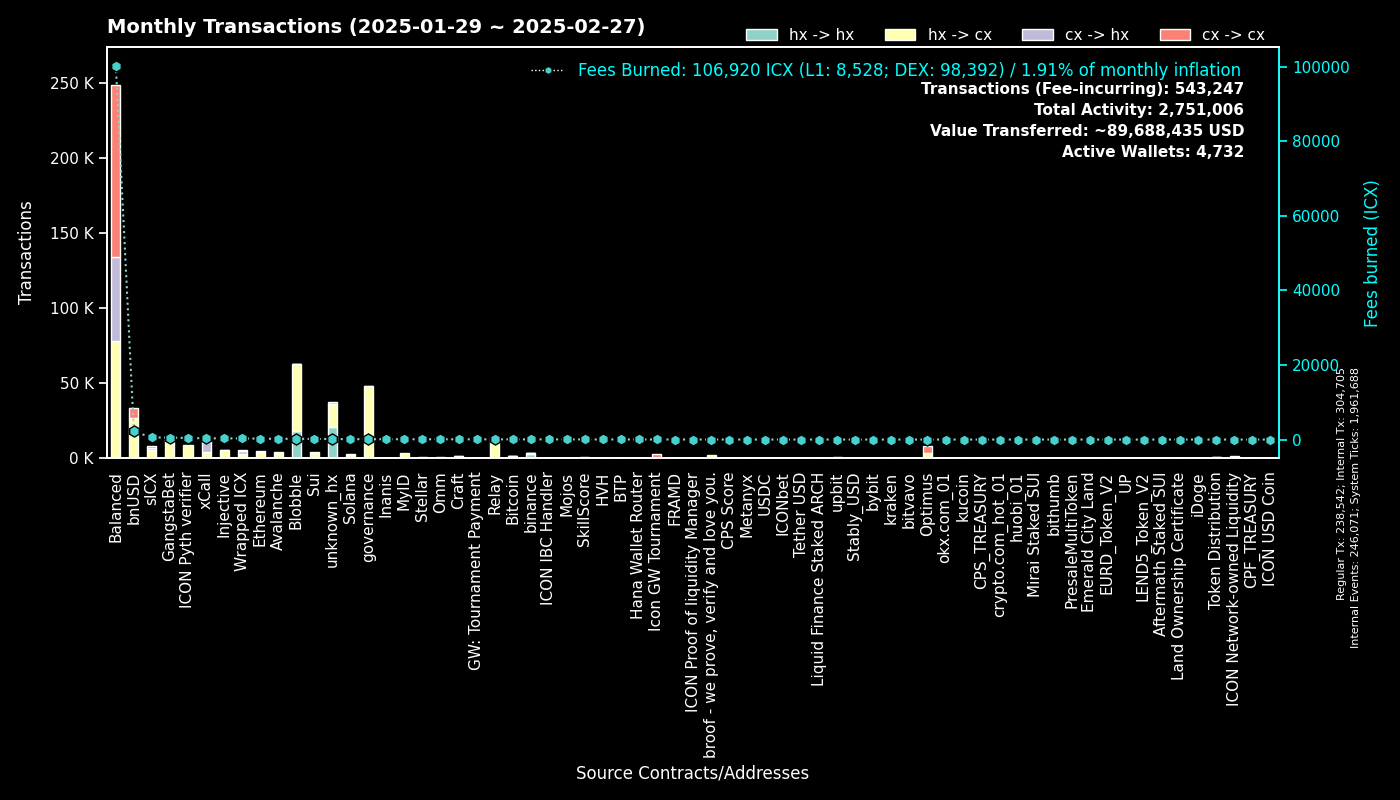 Monthly Transactions (2025-01-29 ~ 2025-02-27)
hx -> hx
hx -> cx
cx -> hx
cx -> cx
Fees Burned: 106,920 ICX (L1: 8,528; DEX: 98,392) / 1.91% of monthly inflation
Transactions (Fee-incurring): 543,247
Total Activity: 2,751,006
Value Transferred: ~89,688,435 USD
Active Wallets: 4,732
Transactions
250 K
200 K
150 K
100 K
50 K
0 K
100000
80000
60000
40000
20000
0
Fees burned (ICX)
Regular Tx: 238,542; Internal Tx: 304,705
Internal Events: 246,071; System Ticks: 1,961,688
Balanced
bnUSD
sICX
GangstaBet
ICON Pyth verifier
xCall
Injective
Wrapped ICX
Ethereum
Avalanche
Blobble
Sui
unknown_hx
Solana
governance
Inanis
MyID
Stellar
Omm
Craft
GW: Tournament Payment
Relay
Bitcoin
binance
ICON IBC Handler
Mojos
SkillScore
HVH
BTP
Hana Wallet Router
Icon GW Tournament
FRAMD
ICON Proof of liquidity Manager
broof - we prove, verify and love you.
CPS Score
Metanyx
USDC
ICONbet
Tether USD
Liquid Finance Staked ARCH
upbit
Stably_USD
bybit
kraken
bitvavo
Optimus
okx.com_01
kucoin
CPS_TREASURY
crypto.com_hot_01
huobi_01
Mirai Staked SUI
bithumb
PresaleMultiToken
Emerald City Land
EURD_Token_V2
UP
LEND5_Token_V2
Aftermath Staked SUI
Land Ownership Certificate
iDoge
Token Distribution
ICON Network-owned Liquidity
CPF_TREASURY
ICON USD Coin
Source Contracts/Addresses